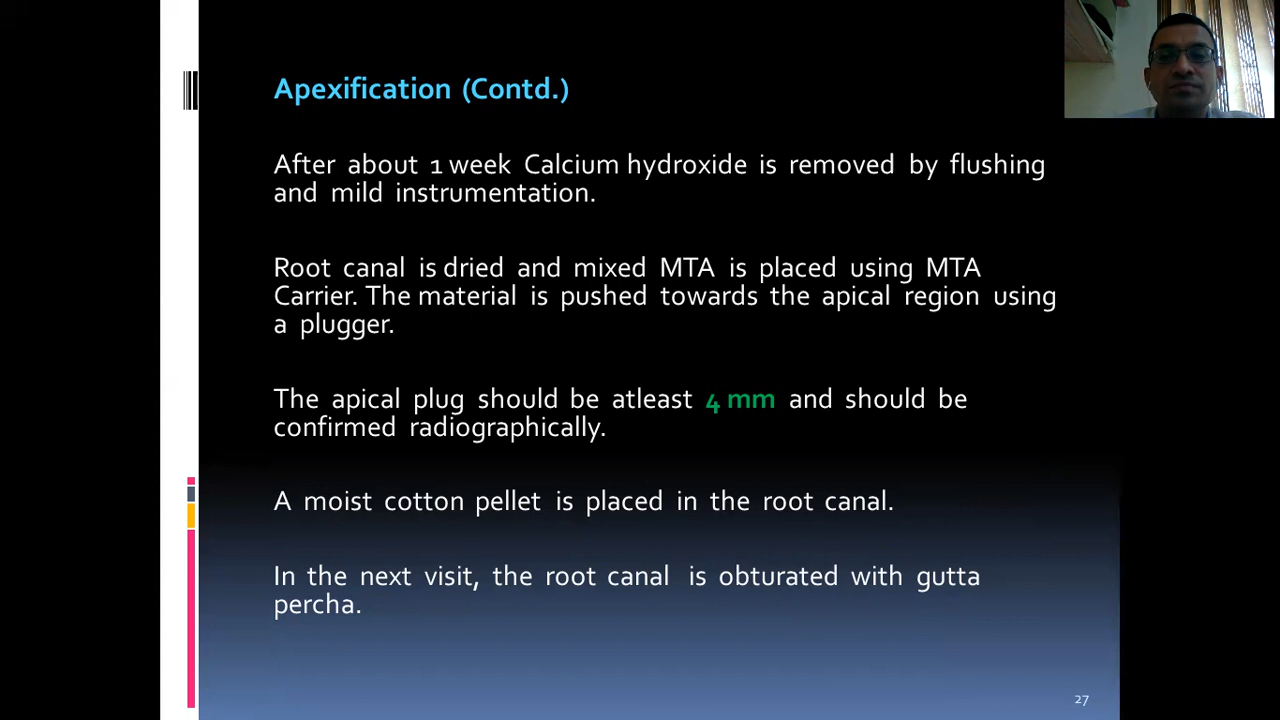 Apexification (Contd.)
After about 1 week Calcium hydroxide is removed by flushing
and mild instrumentation.
Root canal is dried and mixed MTA is placed using MTA
Carrier. The material is pushed towards the apical region using
a plugger.
The apical plug should be atleast 4 mm and should be
confirmed radiographically.
A moist cotton pellet is placed in the root canal.
In the next visit, the root canal is obturated with gutta
percha.
27